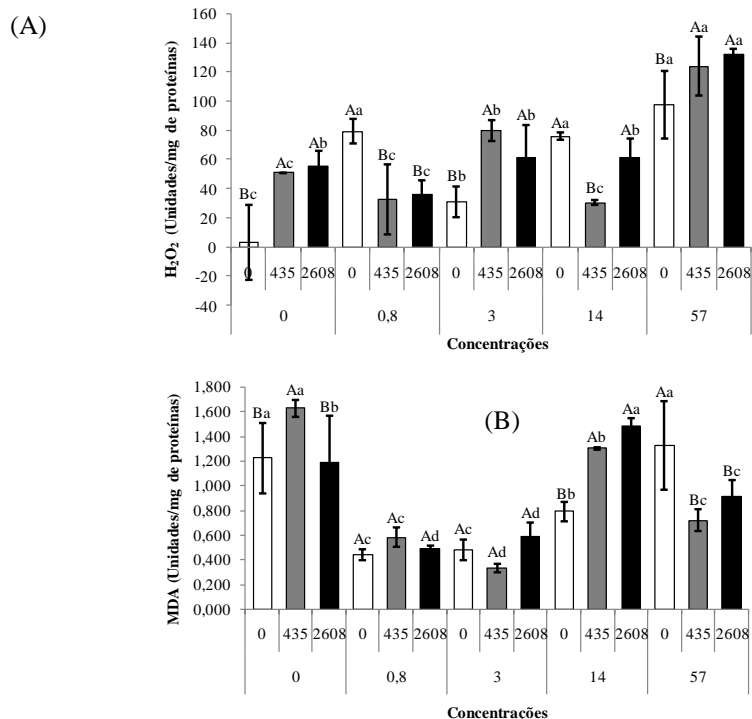 (A)
H₂O₂ (Unidades/mg de proteínas)
160
140
120
100
80
60
40
20
0
-20
-40
Bc Ac Ab Aa Bc Bc Bb Ab Ab Aa Bc Ab Ba Aa Aa
0 435 2608 0 435 2608 0 435 2608 0 435 2608 0 435 2608
0 0,8 3 14 57
Concentrações
(B)
MDA (Unidades/mg de proteínas)
1,800
1,600
1,400
1,200
1,000
0,800
0,600
0,400
0,200
0,000
Ba Aa Bb Ac Ac Ad Ac Ad Ad Bb Ab Aa Aa Bc Bc
0 435 2608 0 435 2608 0 435 2608 0 435 2608 0 435 2608
0 0,8 3 14 57
Concentrações